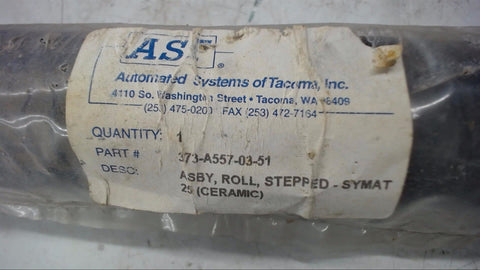 AST®
Automated Systems of Tacoma, Inc.
4110 So. Washington Street • Tacoma, WA 98409
(253) 475-0200 FAX (253) 472-7164
QUANTITY: 1
PART # 373-A557-03-51
DESC: ASBY, ROLL, STEPPED - SYMAT
25 (CERAMIC)